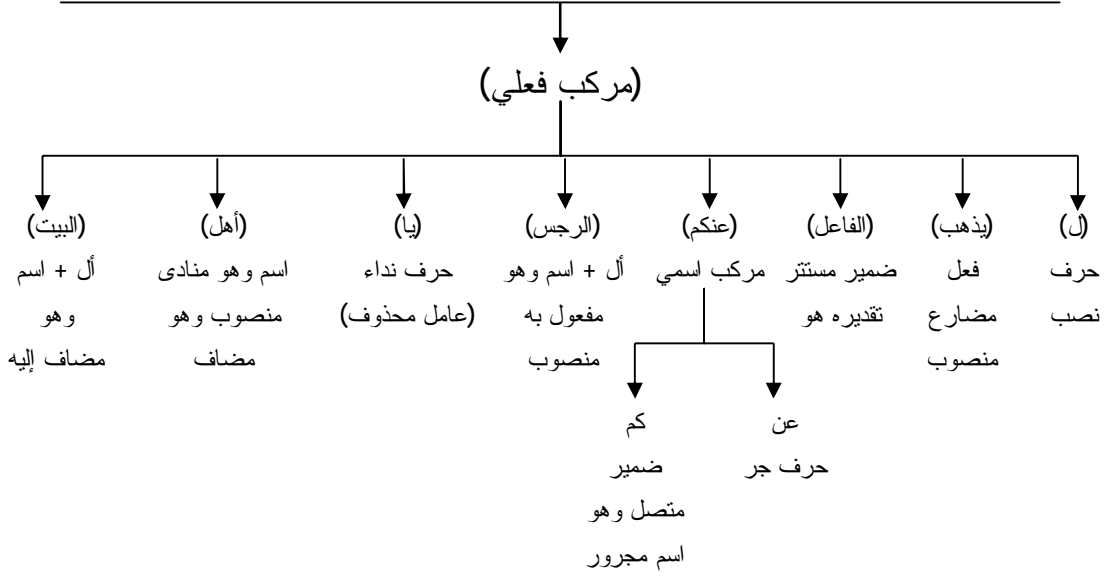 (مركب فعلي)
(ل) (يذهب) (الفاعل) (عنكم) (الرجس) (يا) (أهل) (البيت)
حرف فعل ضمير مستتر مركب اسمي أل + اسم وهو حرف نداء اسم وهو منادى أل + اسم
نصب مضارع تقديره هو مفعول به (عامل محذوف) منصوب وهو وهو
منصوب منصوب مضاف مضاف إليه
عن كم
حرف جر ضمير
متصل وهو
اسم مجرور